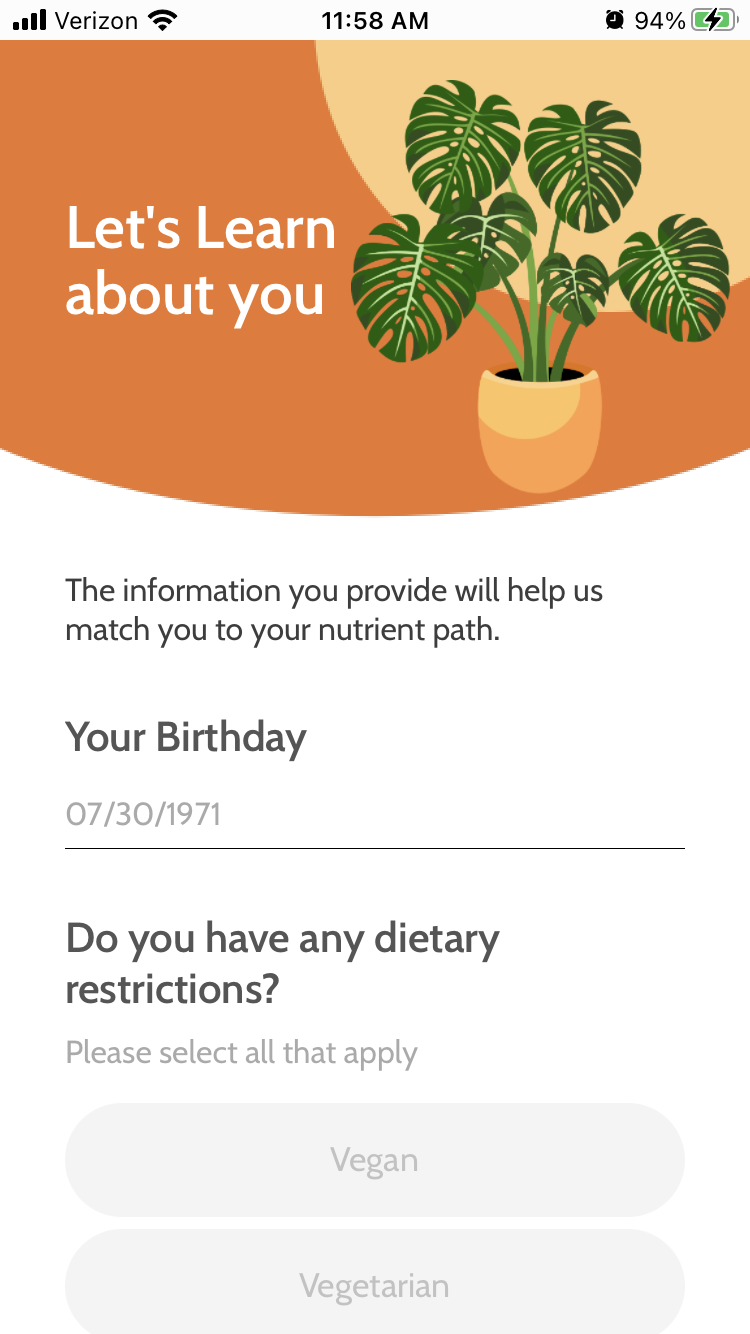 Verizon 11:58 AM 94%
Let's Learn
about you
The information you provide will help us
match you to your nutrient path.
Your Birthday
07/30/1971
Do you have any dietary
restrictions?
Please select all that apply
Vegan
Vegetarian